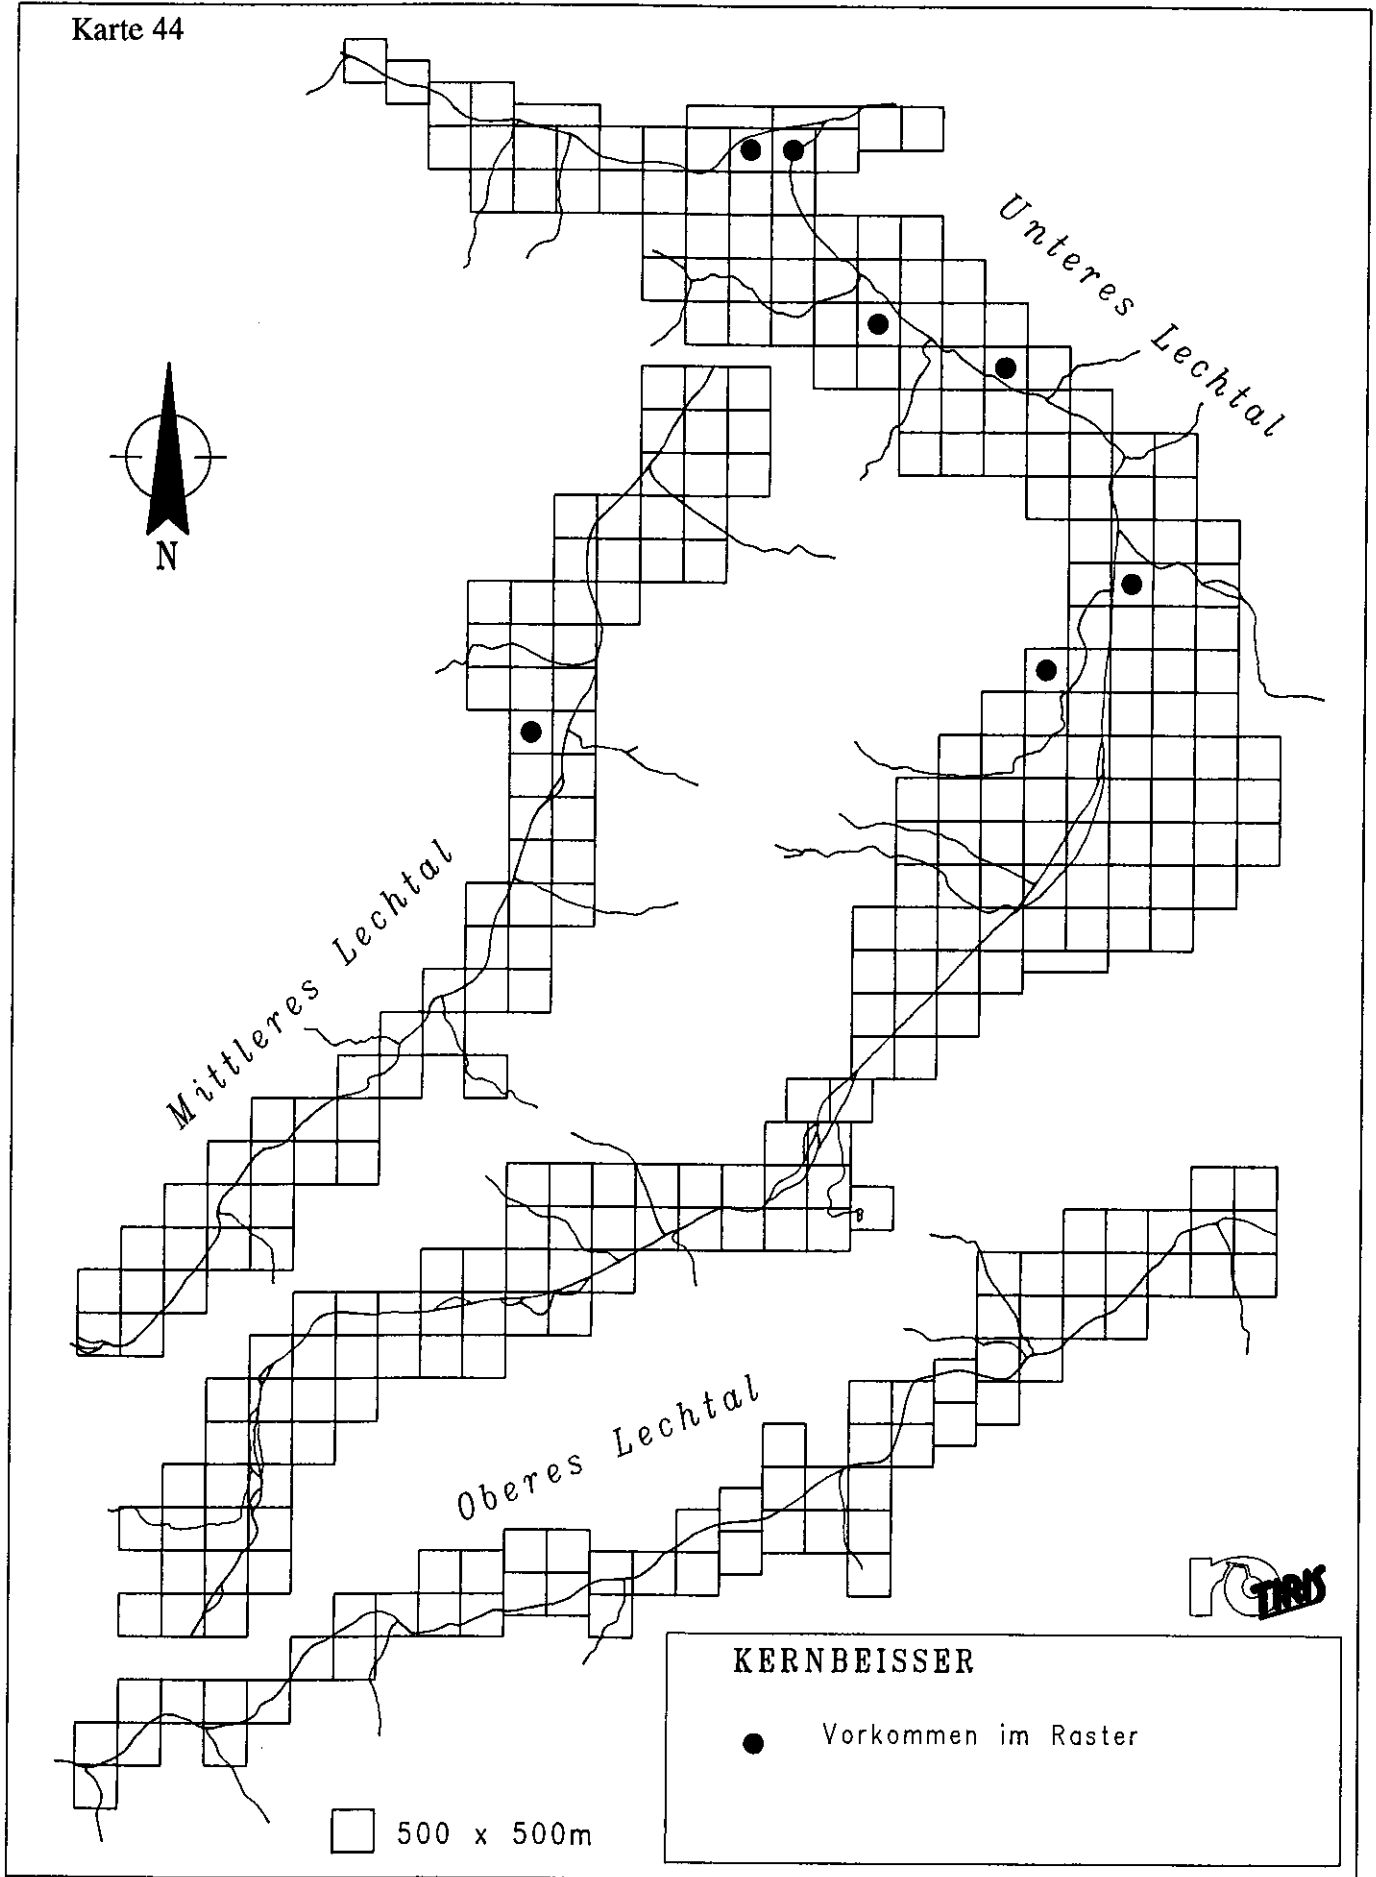 Karte 44
Unteres Lechtal
N
Mittleres Lechtal
Oberes Lechtal
TIRIS
KERNBEISSER
Vorkommen im Raster
500 x 500m